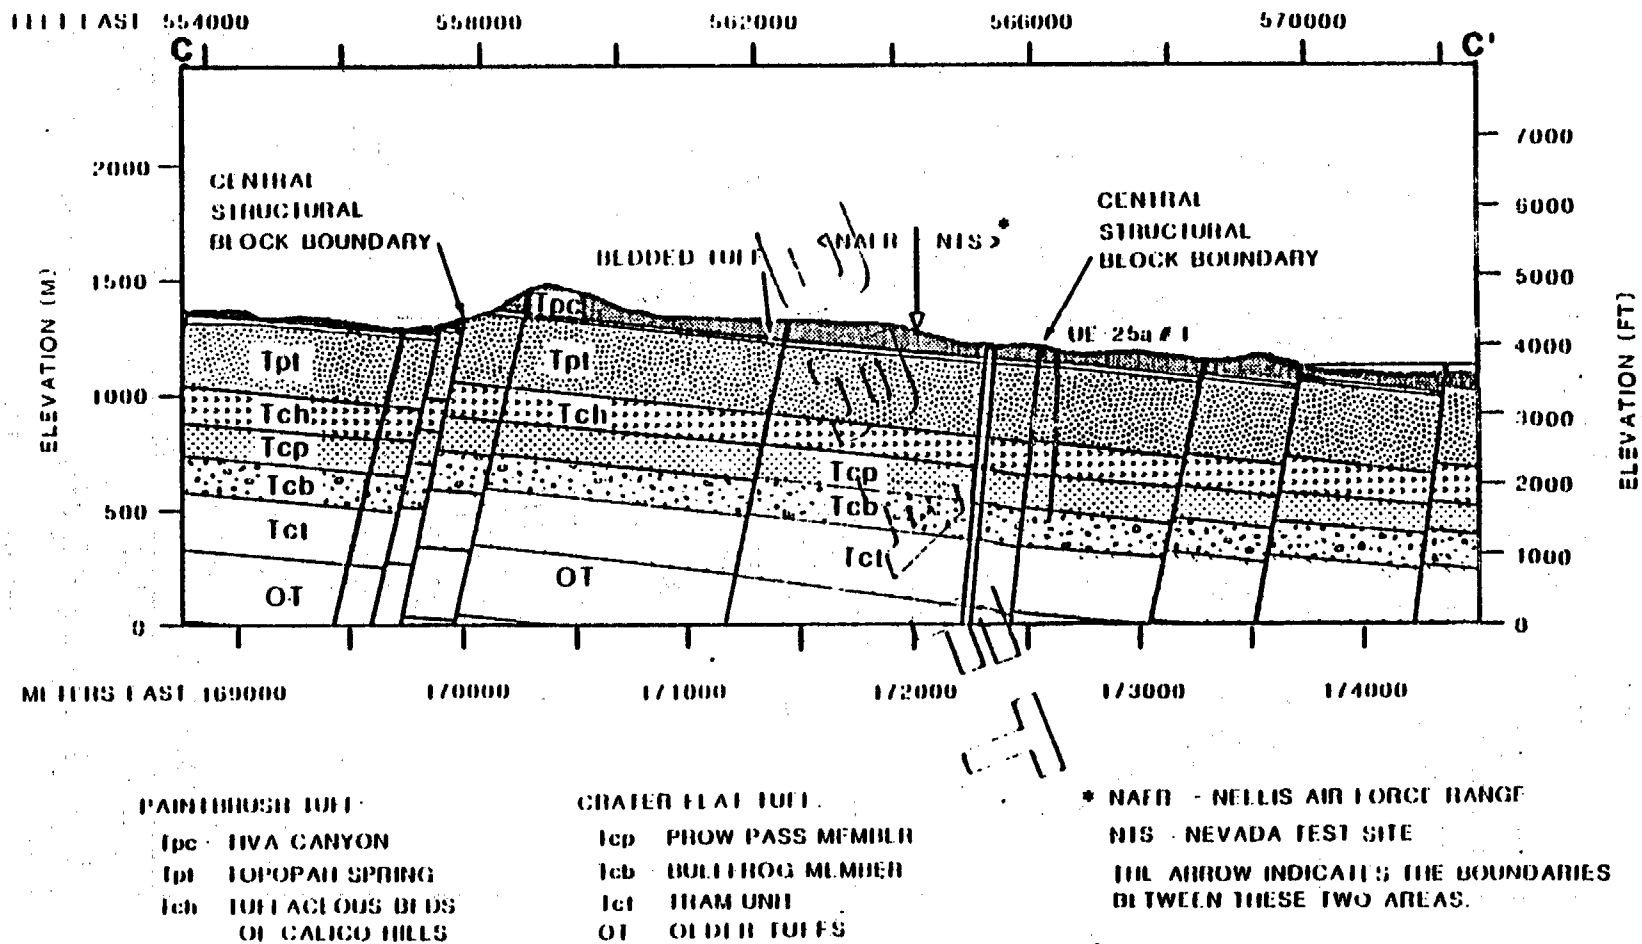 FEET EAST 554000 558000 562000 566000 570000
C C'
7000
2000
CENTRAL
STRUCTURAL
BLOCK BOUNDARY
6000
CENTRAL
STRUCTURAL
BLOCK BOUNDARY
<NAFR NTS>*
BEDDED TUFF
5000
1500
ELEVATION (M)
ELEVATION (FT)
Tpc
UE-25a#1
4000
Tpt Tpt
1000
3000
Tch Tch
Tcp Tcp
2000
Tcb Tcb
500
Tct Tct
1000
OT OT
0 0
METERS EAST 169000 170000 171000 172000 173000 174000
PAINTBRUSH TUFF:
Tpc - TIVA CANYON
Tpt TOPOPAH SPRING
Tch TUFFACEOUS BEDS
OF CALICO HILLS
CRATER FLAT TUFF:
Tcp PROW PASS MEMBER
Tcb BULLFROG MEMBER
Tct TRAM UNIT
OT OLDER TUFFS
* NAFR - NELLIS AIR FORCE RANGE
NTS - NEVADA TEST SITE
THE ARROW INDICATES THE BOUNDARIES
BETWEEN THESE TWO AREAS.